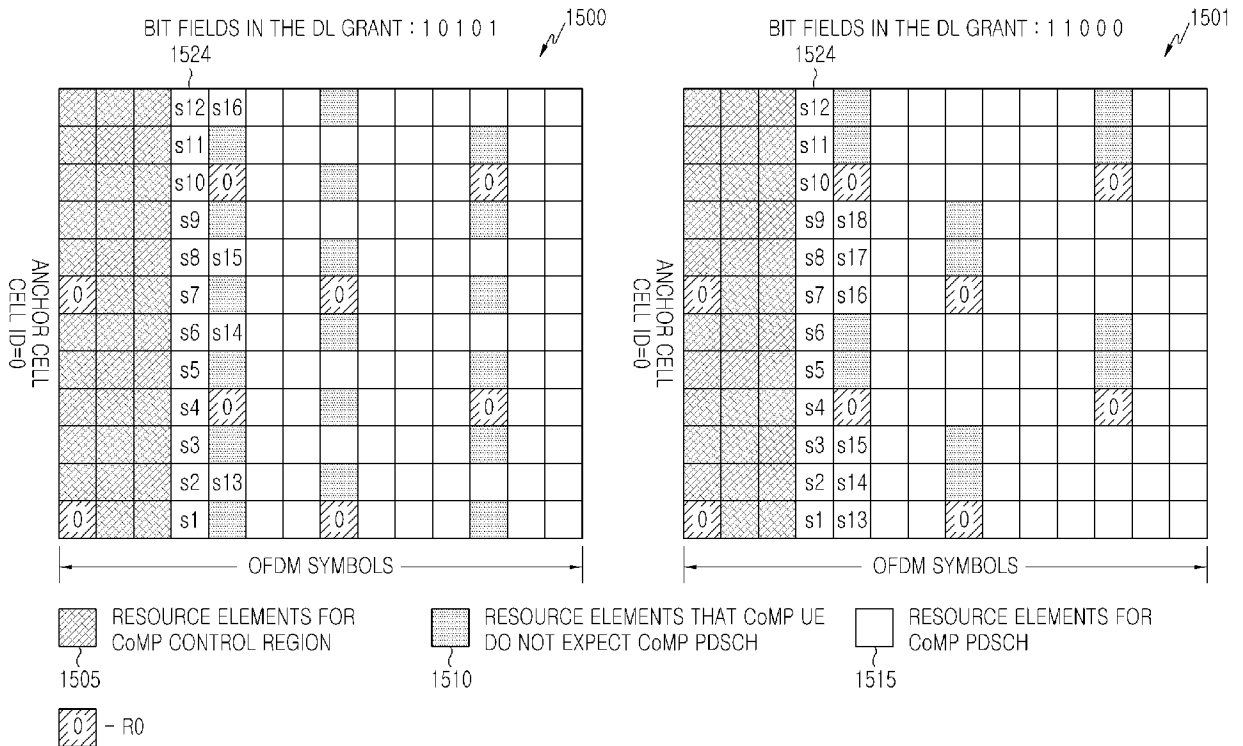 BIT FIELDS IN THE DL GRANT : 1 0 1 0 1
1500
BIT FIELDS IN THE DL GRANT : 1 1 0 0 0
1501
1524
1524
s12 s16
s11
s10 0 0
s9
s8 s15
0 s7 0
s6 s14
s5
s4 0 0
s3
s2 s13
0 s1 0
ANCHOR CELL
CELL ID=0
OFDM SYMBOLS
s12
s11
s10 0 0
s9 s18
s8 s17
0 s7 s16 0
s6
s5
s4 0 0
s3 s15
s2 s14
0 s1 s13 0
ANCHOR CELL
CELL ID=0
OFDM SYMBOLS
RESOURCE ELEMENTS FOR
CoMP CONTROL REGION
1505
RESOURCE ELEMENTS THAT CoMP UE
DO NOT EXPECT CoMP PDSCH
1510
RESOURCE ELEMENTS FOR
CoMP PDSCH
1515
0 - R0